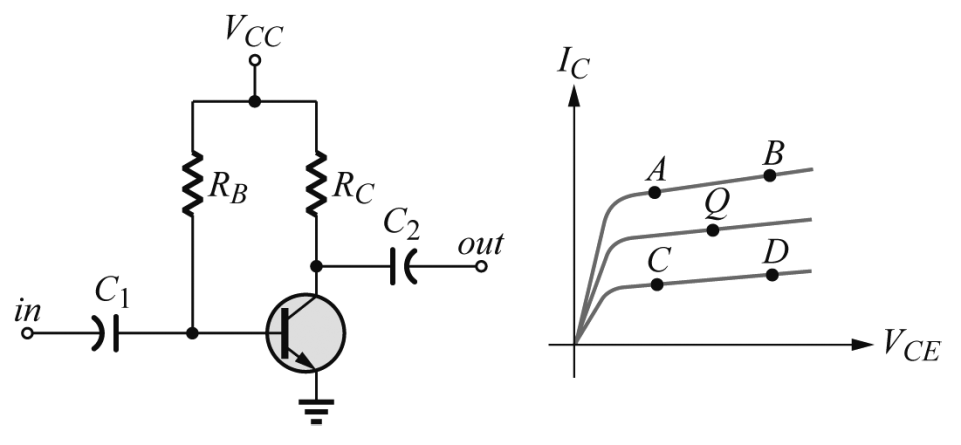 V_CC
R_B
R_C
C_2
out
C_1
in
I_C
A
B
Q
C
D
V_CE